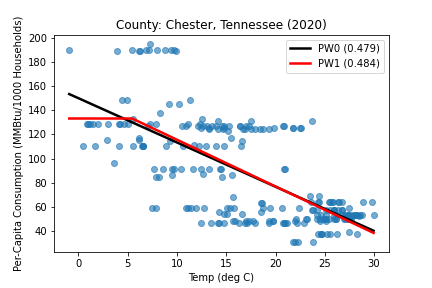 County: Chester, Tennessee (2020)
Per-Capita Consumption (MMBtu/1000 Households)
200
180
160
140
120
100
80
60
40
PW0 (0.479)
PW1 (0.484)
0 5 10 15 20 25 30
Temp (deg C)